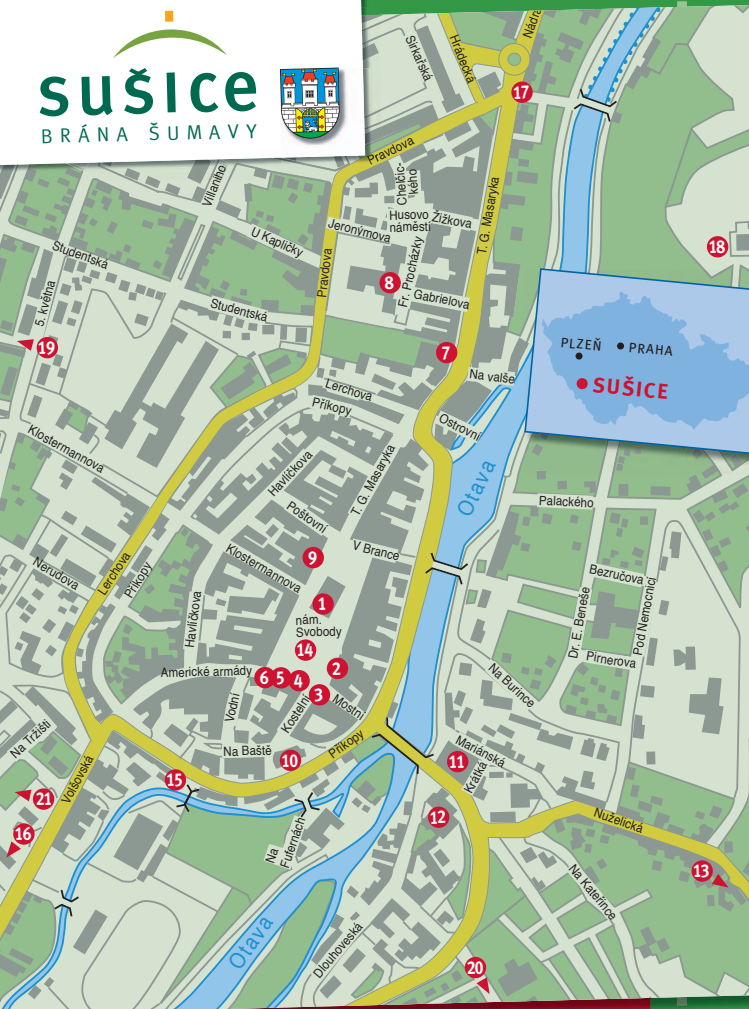 sušice
BRÁNA ŠUMAVY
Sirkařská
Hrádecká
Nádra
17
Pravdova
Villaniho
Chelčic-
kého
Husovo
náměstí
Žižkova
T. G. Masaryka
Jeronýmova
U Kapličky
Studentská
Pravdova
8
Fr. Procházky
Gabrielova
18
5. května
Studentská
19
7
Na valše
PLZEŇ
PRAHA
SUŠICE
Lerchova
Příkopy
Ostrovní
Klostermannova
Havlíčkova
T. G. Masaryka
Otava
Palackého
Poštovní
V Brance
9
Klostermannova
Nerudova
Lerchova
Příkopy
Havlíčkova
1
nám.
Svobody
14
Bezručova
Dr. E. Beneše
Pod Nemocnicí
Pirnerova
Americké armády
6
5
4
2
3
Vodní
Kostelní
Mostní
Na Burince
Na Tržišti
Volšovská
Na Baště
10
Příkopy
Mariánská
11
Krátká
15
21
16
12
Na
Fufernách
Nuželická
13
Na Kateřince
Otava
Dlouhoveská
20